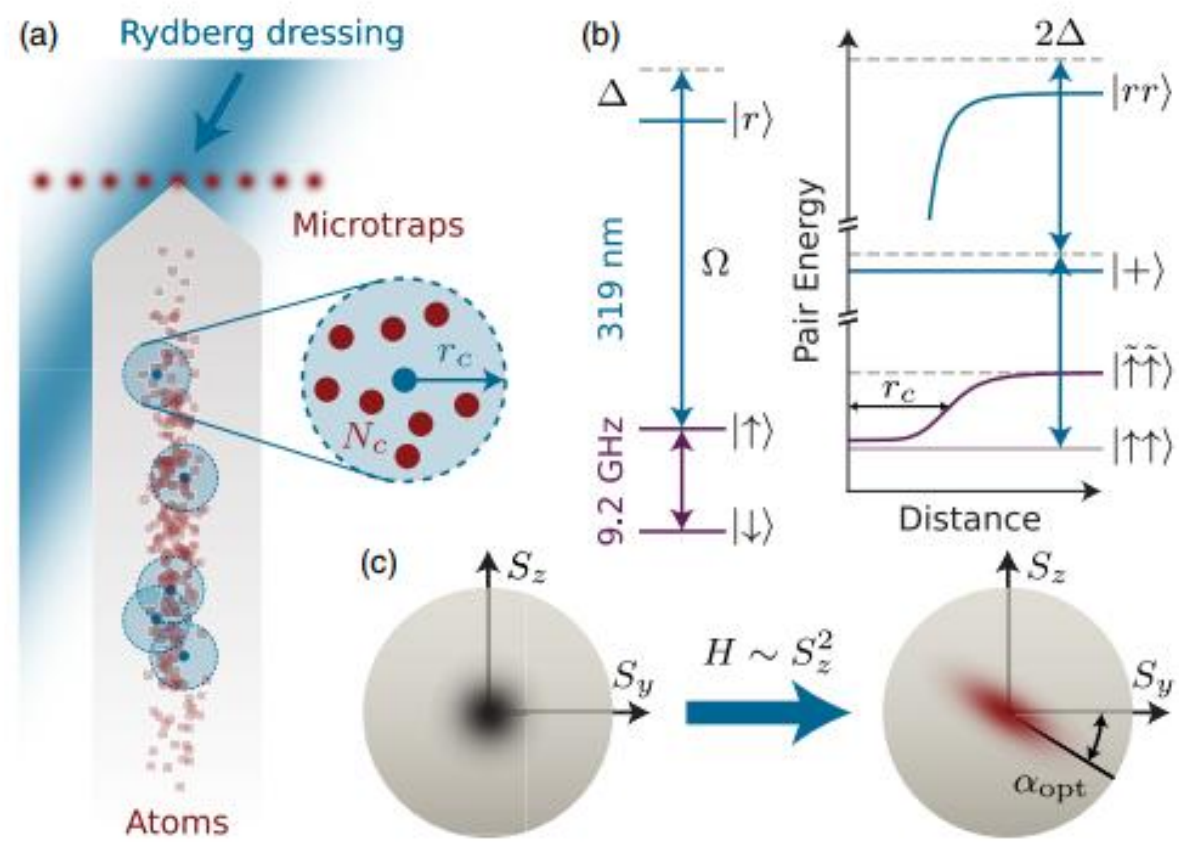 (a)
Rydberg dressing
Microtraps
r_c
N_c
Atoms
(b)
Δ
|r⟩
319 nm
Ω
9.2 GHz
|↑⟩
|↓⟩
Pair Energy
2Δ
|rr⟩
|+⟩
|↑̃↑̃⟩
r_c
|↑↑⟩
Distance
(c)
S_z
S_y
H ∼ S_z^2
S_z
S_y
α_opt